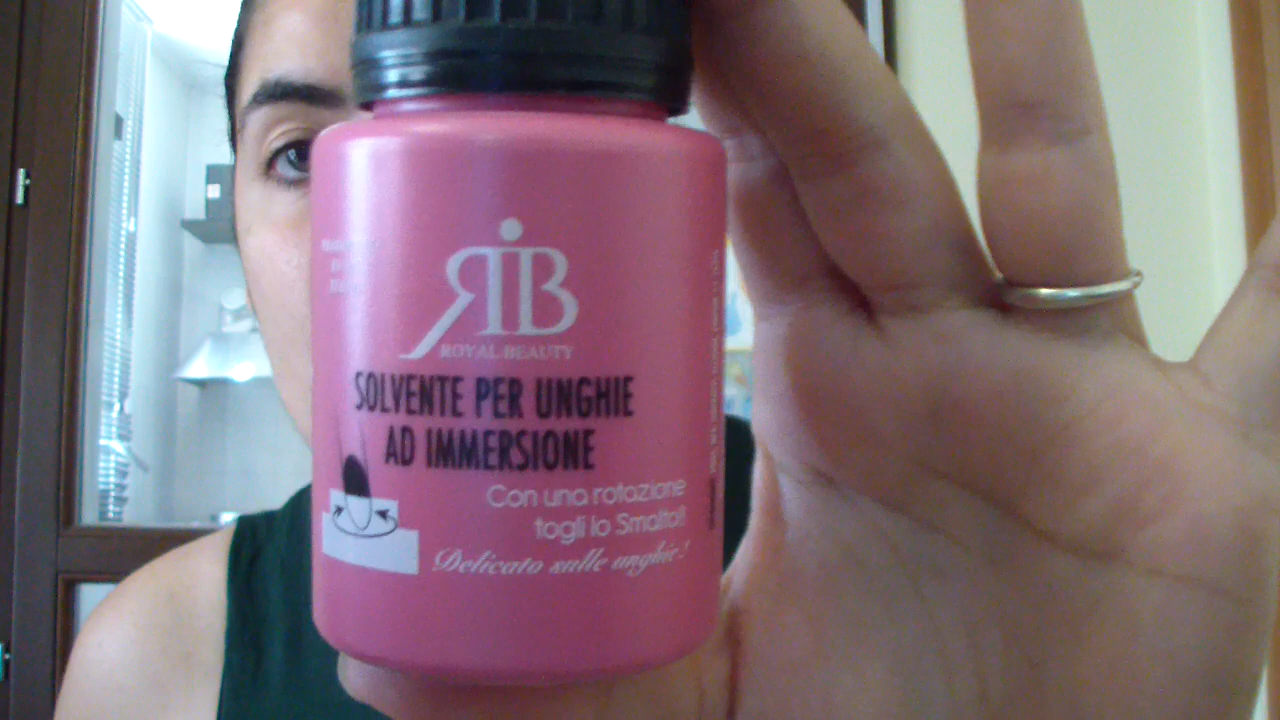 RB
ROYAL BEAUTY
SOLVENTE PER UNGHIE
AD IMMERSIONE
Con una rotazione
togli lo Smalto!!
Delicato sulle unghie!